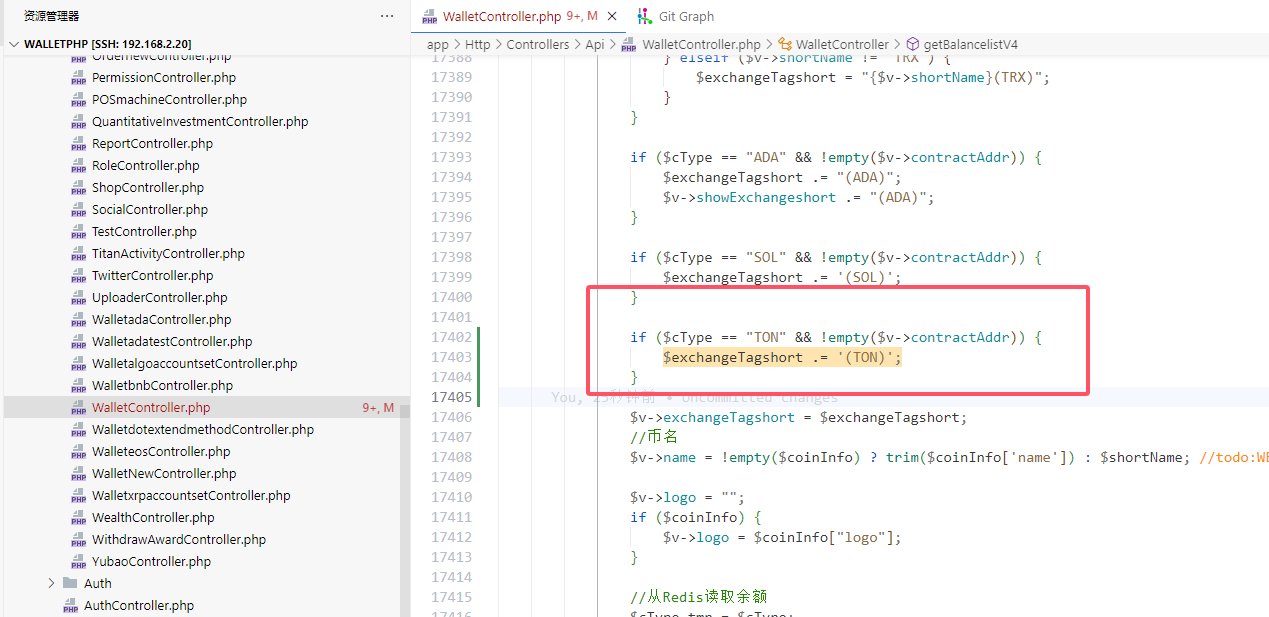 资源管理器
···
WalletController.php 9+, M ×
Git Graph
WALLETPHP [SSH: 192.168.2.20]
app > Http > Controllers > Api > WalletController.php > WalletController > getBalancelistV4
OrdernewController.php
PermissionController.php
POSmachineController.php
QuantitativeInvestmentController.php
ReportController.php
RoleController.php
ShopController.php
SocialController.php
TestController.php
TitanActivityController.php
TwitterController.php
UploaderController.php
WalletadaController.php
WalletadatestController.php
WalletalgoaccountsetController.php
WalletbnbController.php
WalletController.php 9+, M
WalletdotextendmethodController.php
WalleteosController.php
WalletNewController.php
WalletxrpaccountsetController.php
WealthController.php
WithdrawAwardController.php
YubaoController.php
Auth
AuthController.php
17388 } elseif ($v->shortName != "TRX") {
17389 $exchangeTagshort = "{$v->shortName}(TRX)";
17390 }
17391 }
17392
17393 if ($cType == "ADA" && !empty($v->contractAddr)) {
17394 $exchangeTagshort .= "(ADA)";
17395 $v->showExchangeshort .= "(ADA)";
17396 }
17397
17398 if ($cType == "SOL" && !empty($v->contractAddr)) {
17399 $exchangeTagshort .= '(SOL)';
17400 }
17401
17402 if ($cType == "TON" && !empty($v->contractAddr)) {
17403 $exchangeTagshort .= '(TON)';
17404 }
17405 You, 25秒钟前 • Uncommitted changes
17406 $v->exchangeTagshort = $exchangeTagshort;
17407 //币名
17408 $v->name = !empty($coinInfo) ? trim($coinInfo['name']) : $shortName; //todo:WE
17409
17410 $v->logo = "";
17411 if ($coinInfo) {
17412 $v->logo = $coinInfo["logo"];
17413 }
17414
17415 //从Redis读取余额
17416 $cType_tmp = $cType;